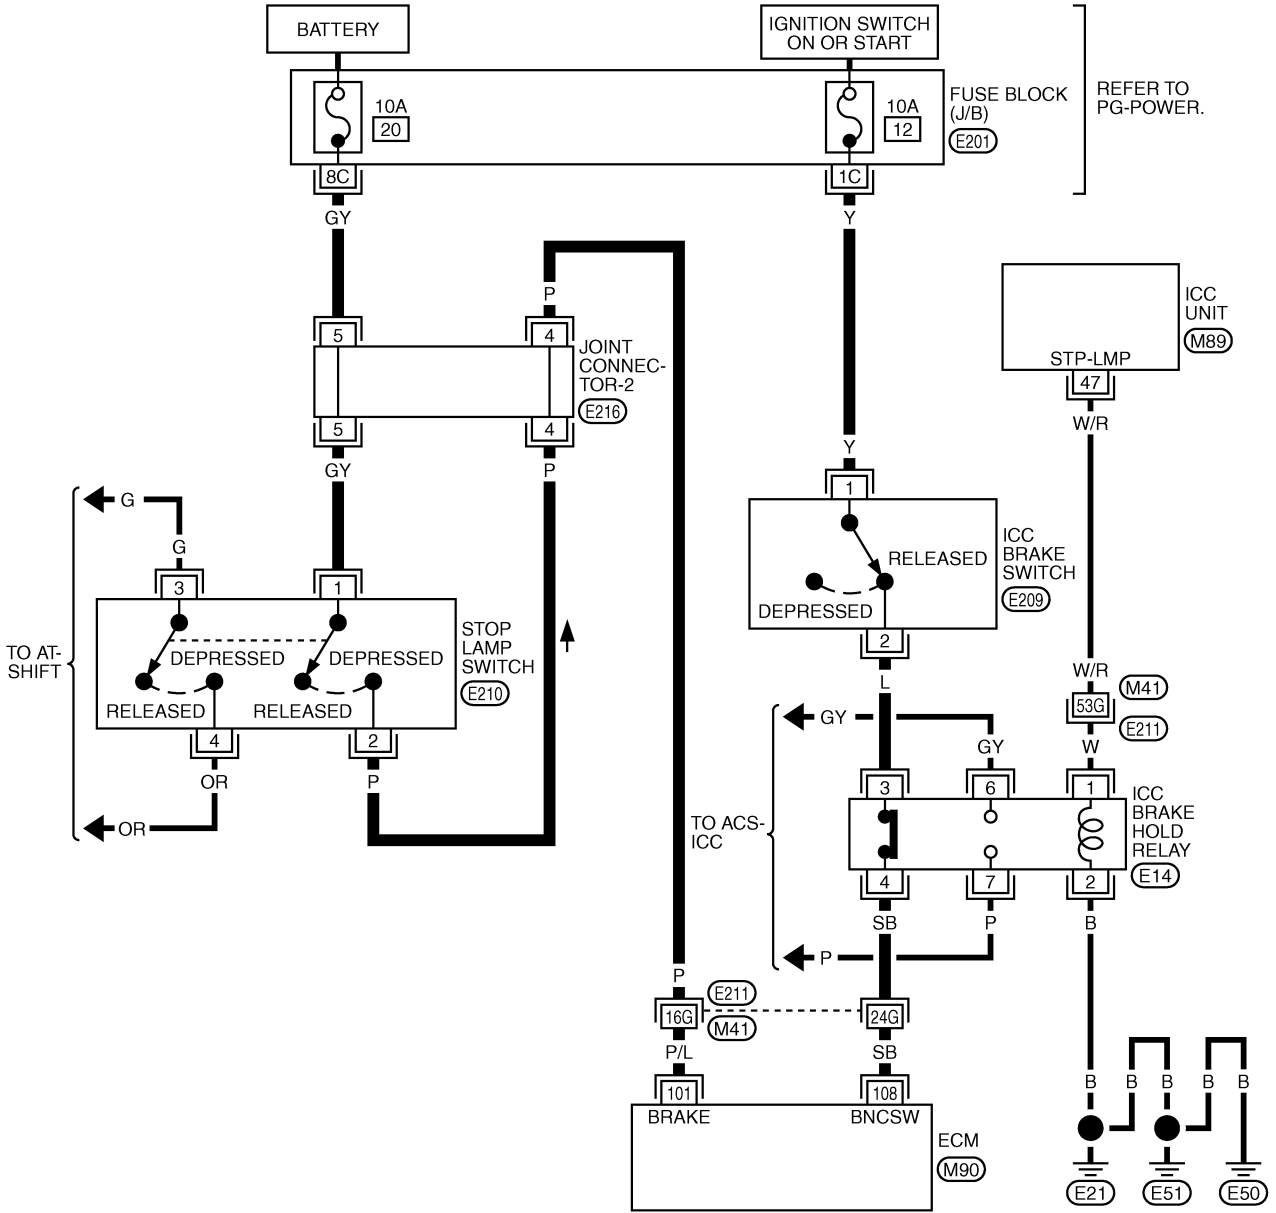 BATTERY
IGNITION SWITCH
ON OR START
10A
20
10A
12
FUSE BLOCK
(J/B)
E201
REFER TO
PG-POWER.
8C
1C
GY
Y
P
5
4
JOINT
CONNEC-
TOR-2
E216
5
4
GY
P
Y
ICC
UNIT
M89
STP-LMP
47
W/R
G
G
3
1
TO AT-
SHIFT
DEPRESSED
DEPRESSED
RELEASED
RELEASED
STOP
LAMP
SWITCH
E210
4
2
OR
P
OR
1
RELEASED
DEPRESSED
ICC
BRAKE
SWITCH
E209
2
L
W/R
53G
M41
E211
W
GY
GY
3
6
1
TO ACS-
ICC
ICC
BRAKE
HOLD
RELAY
E14
4
7
2
SB
P
B
P
P
16G
E211
M41
24G
P/L
SB
101
108
BRAKE
BNCSW
ECM
M90
B
B
B
B
B
E21
E51
E50